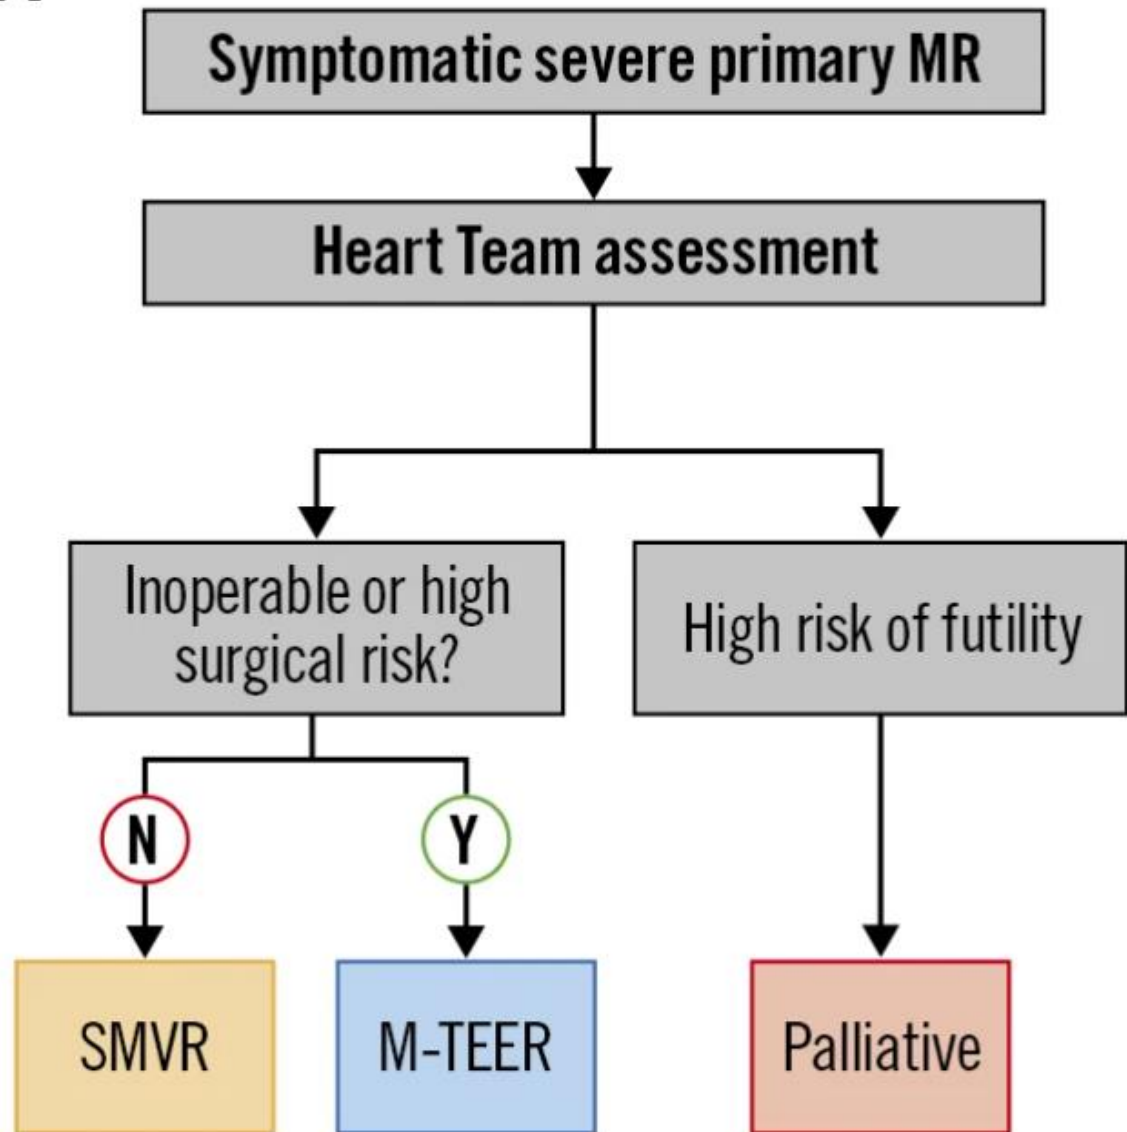 Symptomatic severe primary MR
Heart Team assessment
Inoperable or high
surgical risk?
High risk of futility
N
Y
SMVR
M-TEER
Palliative